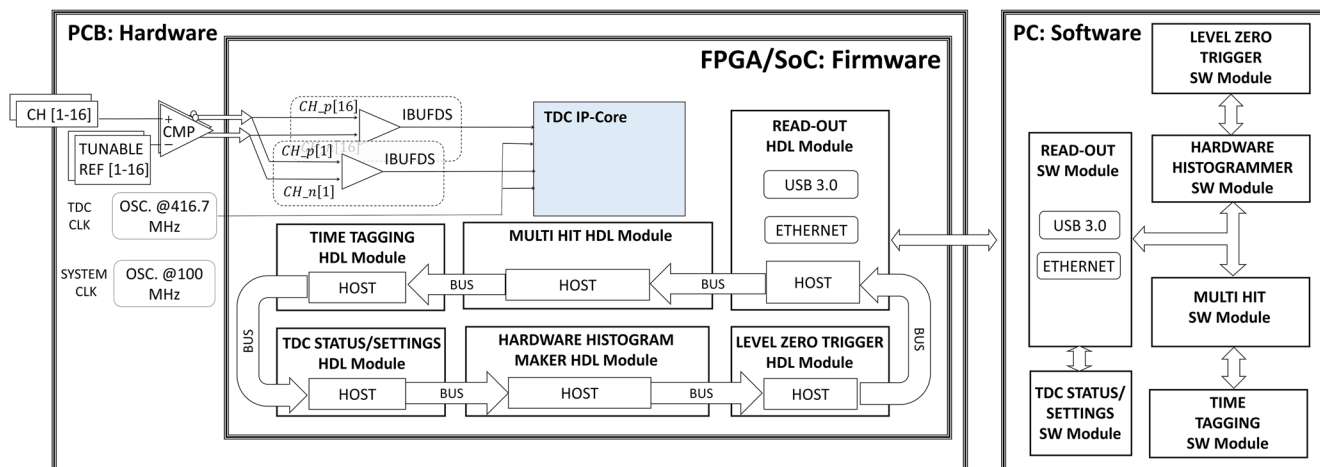 PCB: Hardware
FPGA/SoC: Firmware
CH [1-16]
TUNABLE
REF [1-16]
+
CMP
−
CH_p[16]
IBUFDS
CH_p[1]
IBUFDS
CH_n[1]
TDC IP-Core
TDC
CLK
OSC. @416.7
MHz
SYSTEM
CLK
OSC. @100
MHz
READ-OUT
HDL Module
USB 3.0
ETHERNET
HOST
MULTI HIT HDL Module
HOST
BUS
TIME TAGGING
HDL Module
HOST
BUS
BUS
TDC STATUS/SETTINGS
HDL Module
HOST
BUS
HARDWARE HISTOGRAM
MAKER HDL Module
HOST
BUS
LEVEL ZERO TRIGGER
HDL Module
HOST
BUS
PC: Software
LEVEL ZERO
TRIGGER
SW Module
READ-OUT
SW Module
USB 3.0
ETHERNET
HARDWARE
HISTOGRAMMER
SW Module
MULTI HIT
SW Module
TDC STATUS/
SETTINGS
SW Module
TIME
TAGGING
SW Module